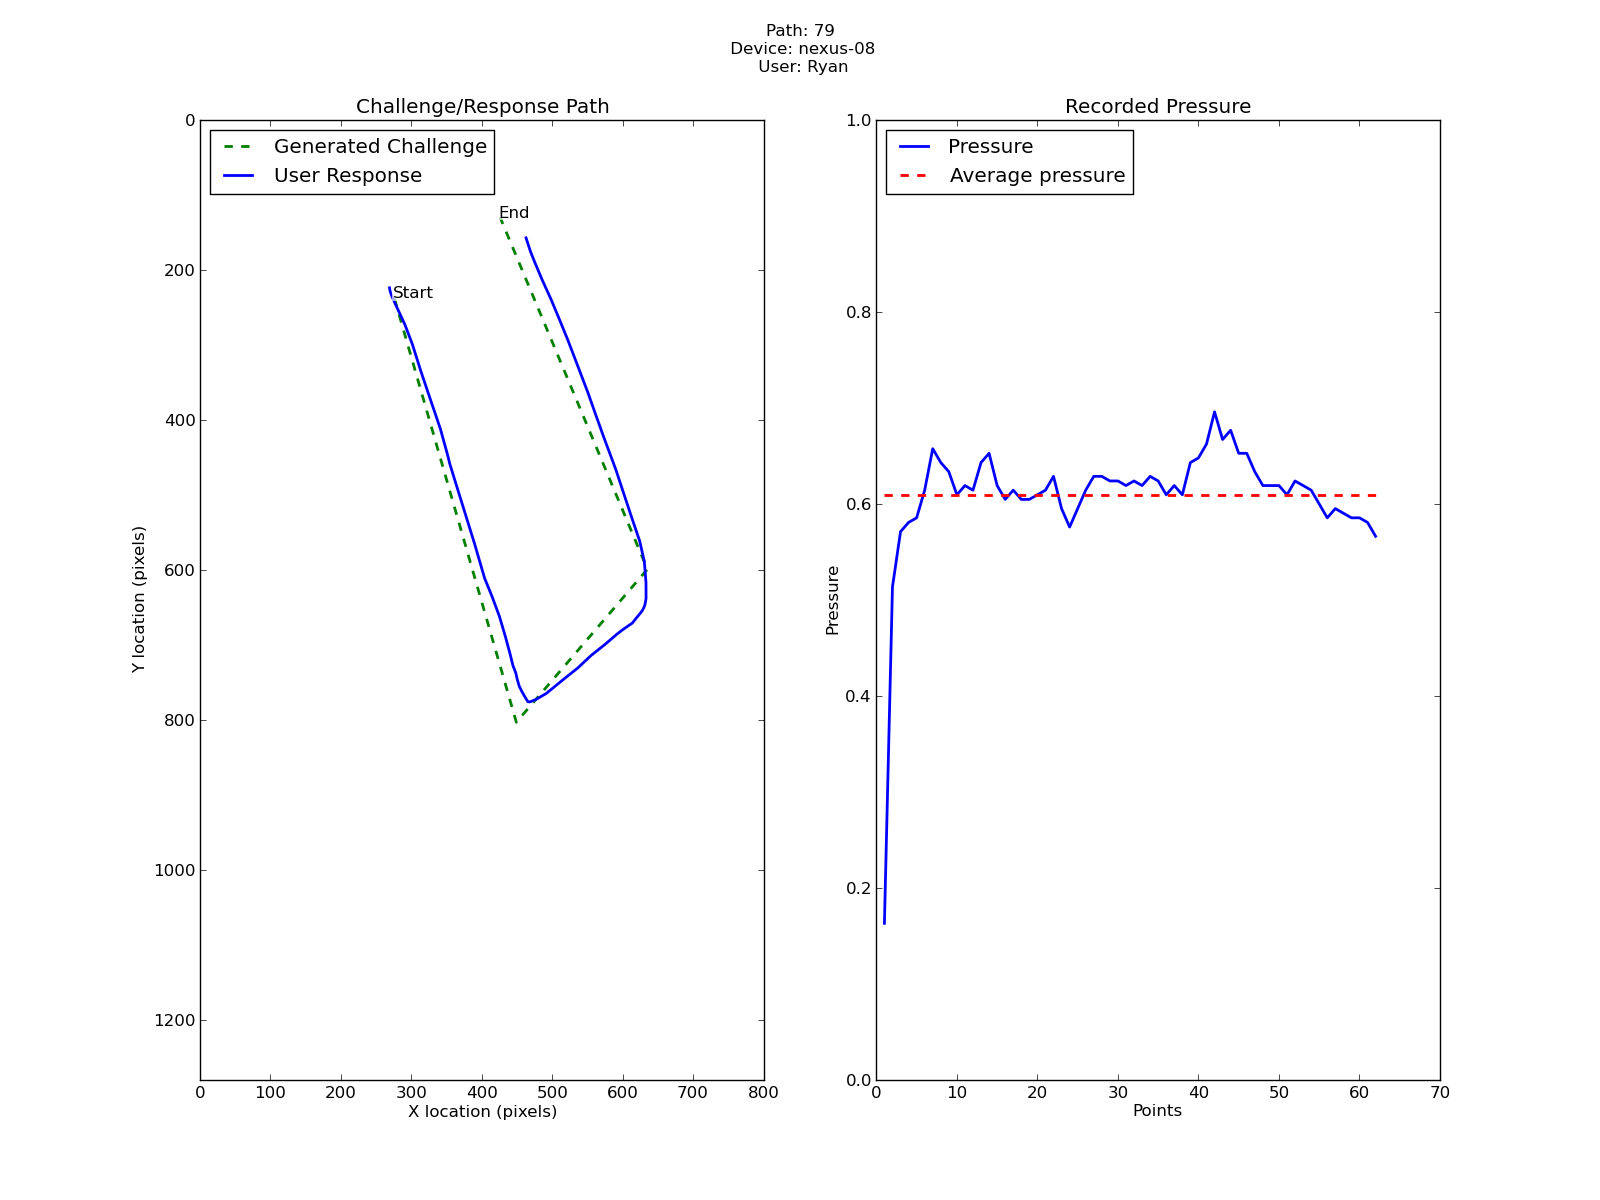 Path: 79
Device: nexus-08
User: Ryan
Challenge/Response Path
Generated Challenge
User Response
End
Start
0
200
400
600
800
1000
1200
Y location (pixels)
0 100 200 300 400 500 600 700 800
X location (pixels)
Recorded Pressure
Pressure
Average pressure
1.0
0.8
0.6
0.4
0.2
0.0
Pressure
0 10 20 30 40 50 60 70
Points